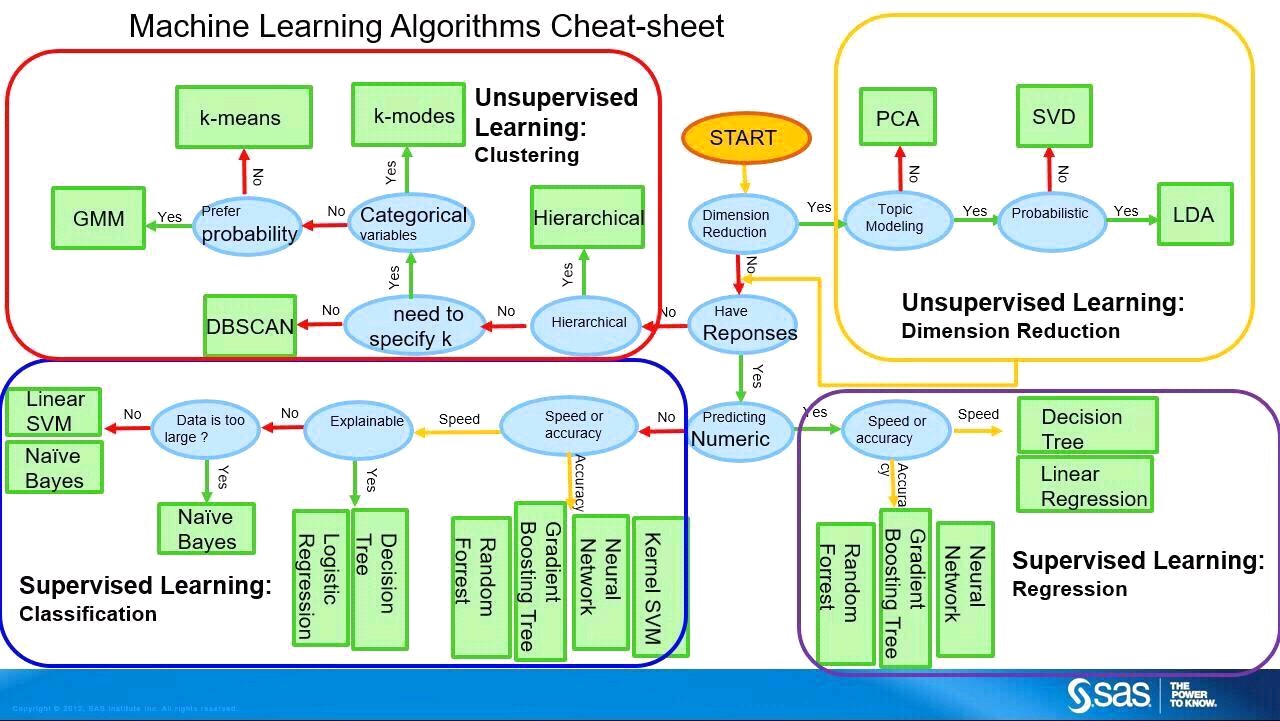 Machine Learning Algorithms Cheat-sheet
Unsupervised
Learning:
Clustering
k-means
k-modes
No
Yes
GMM
Yes
Prefer
probability
No
Categorical
variables
Hierarchical
Yes
Yes
DBSCAN
No
need to
specify k
No
Hierarchical
No
START
Dimension
Reduction
Yes
No
Have
Reponses
Yes
PCA
SVD
No
No
Topic
Modeling
Yes
Probabilistic
Yes
LDA
Unsupervised Learning:
Dimension Reduction
Linear
SVM
Naïve
Bayes
No
Data is too
large ?
No
Explainable
Speed
Speed or
accuracy
No
Predicting
Numeric
Yes
Speed or
accuracy
Speed
Decision
Tree
Linear
Regression
Yes
Yes
Accuracy
Accura
cy
Naïve
Bayes
Logistic
Regression
Decision
Tree
Random
Forrest
Gradient
Boosting Tree
Neural
Network
Kernel SVM
Random
Forrest
Gradient
Boosting Tree
Neural
Network
Supervised Learning:
Classification
Supervised Learning:
Regression
Copyright © 2012, SAS Institute Inc. All rights reserved.
sas
THE
POWER
TO KNOW.